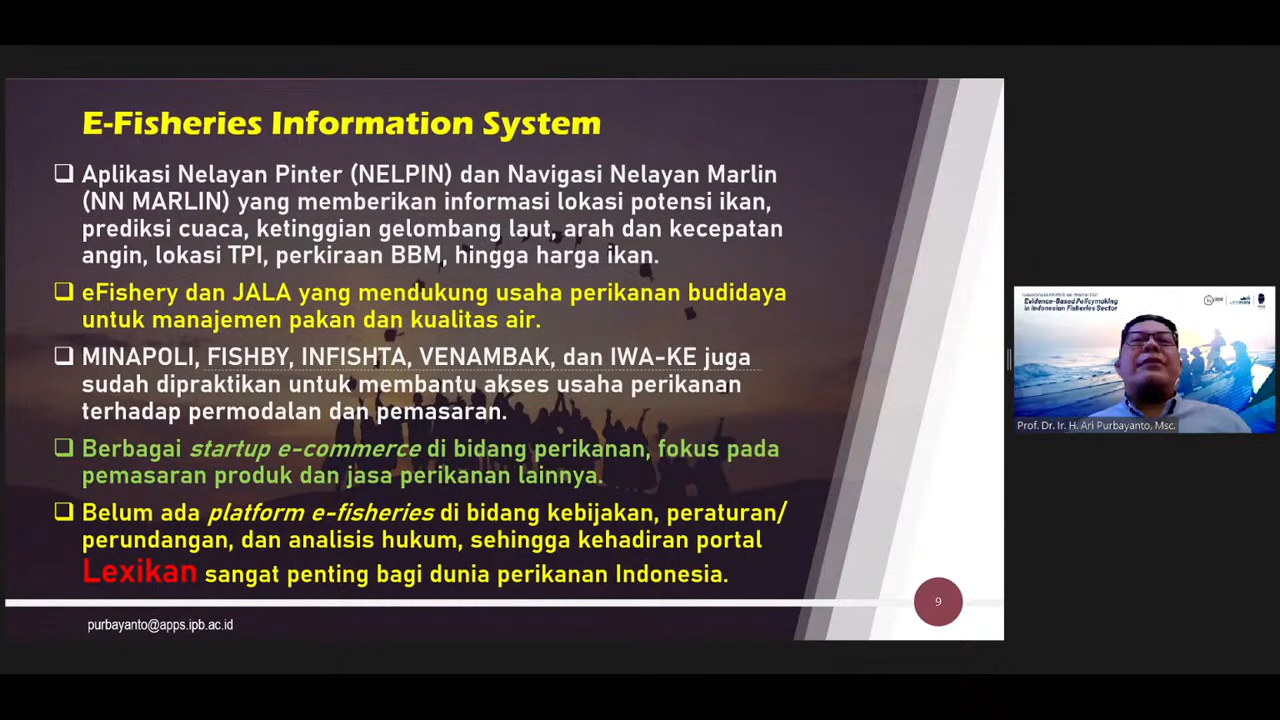 E-Fisheries Information System
❑ Aplikasi Nelayan Pinter (NELPIN) dan Navigasi Nelayan Marlin
(NN MARLIN) yang memberikan informasi lokasi potensi ikan,
prediksi cuaca, ketinggian gelombang laut, arah dan kecepatan
angin, lokasi TPI, perkiraan BBM, hingga harga ikan.
❑ eFishery dan JALA yang mendukung usaha perikanan budidaya
untuk manajemen pakan dan kualitas air.
❑ MINAPOLI, FISHBY, INFISHTA, VENAMBAK, dan IWA-KE juga
sudah dipraktikan untuk membantu akses usaha perikanan
terhadap permodalan dan pemasaran.
❑ Berbagai startup e-commerce di bidang perikanan, fokus pada
pemasaran produk dan jasa perikanan lainnya.
❑ Belum ada platform e-fisheries di bidang kebijakan, peraturan/
perundangan, dan analisis hukum, sehingga kehadiran portal
Lexikan sangat penting bagi dunia perikanan Indonesia.
9
purbayanto@apps.ipb.ac.id
Evidence-Based Policymaking
in Indonesian Fisheries Sector
Prof. Dr. Ir. H. Ari Purbayanto, Msc.